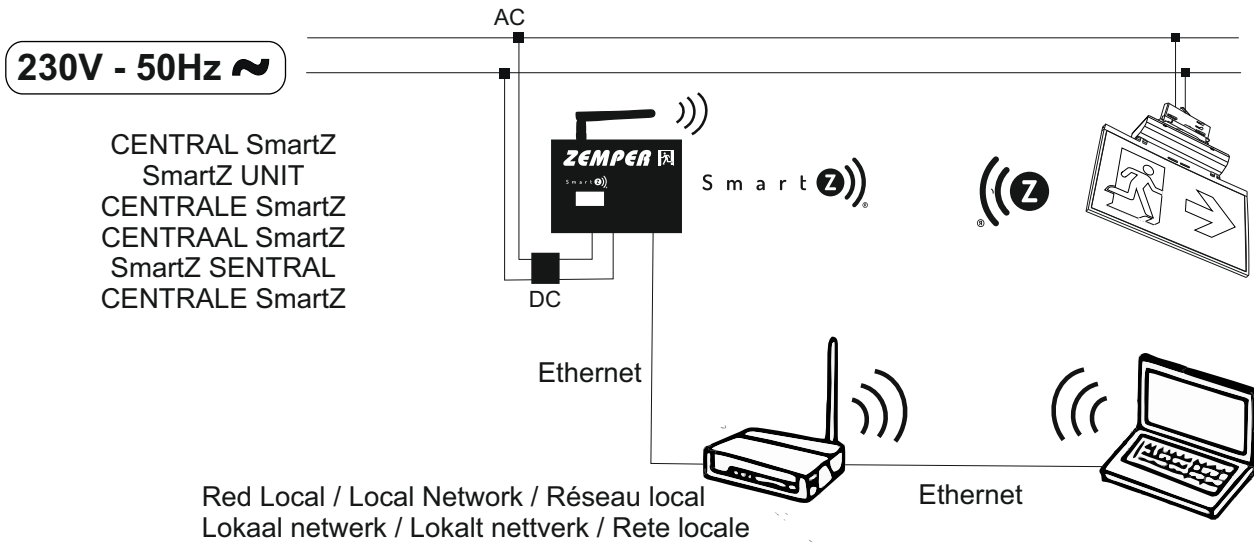 AC
230V - 50Hz ~
CENTRAL SmartZ
SmartZ UNIT
CENTRALE SmartZ
CENTRAAL SmartZ
SmartZ SENTRAL
CENTRALE SmartZ
ZEMPER
SmartZ
Smart Z ®
® Z
DC
Ethernet
Ethernet
Red Local / Local Network / Réseau local
Lokaal netwerk / Lokalt nettverk / Rete locale